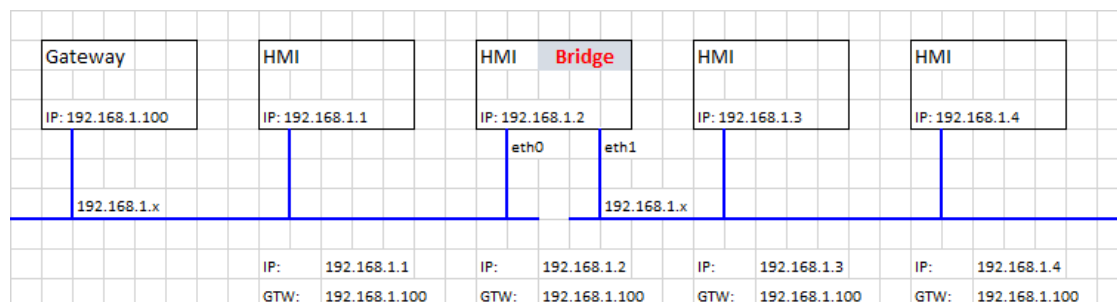 Gateway HMI HMI Bridge HMI HMI
IP: 192.168.1.100 IP: 192.168.1.1 IP: 192.168.1.2 IP: 192.168.1.3 IP: 192.168.1.4
eth0 eth1
192.168.1.x 192.168.1.x
IP: 192.168.1.1 IP: 192.168.1.2 IP: 192.168.1.3 IP: 192.168.1.4
GTW: 192.168.1.100 GTW: 192.168.1.100 GTW: 192.168.1.100 GTW: 192.168.1.100